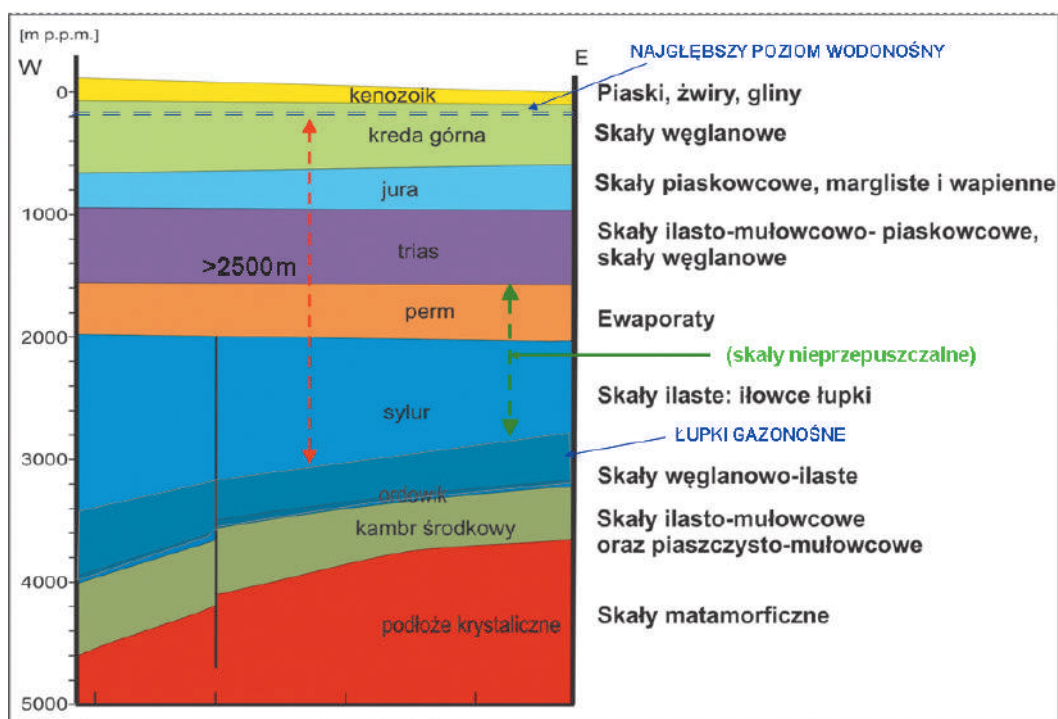 [m p.p.m.]
W
E
NAJGŁĘBSZY POZIOM WODONOŚNY
0
kenozoik
Piaski, żwiry, gliny
kreda górna
Skały węglanowe
jura
Skały piaskowcowe, margliste i wapienne
1000
trias
Skały ilasto-mułowcowo- piaskowcowe,
skały węglanowe
>2500m
perm
Ewaporaty
2000
(skały nieprzepuszczalne)
sylur
Skały ilaste: iłowce łupki
ŁUPKI GAZONOŚNE
3000
ordowik
Skały węglanowo-ilaste
kambr środkowy
Skały ilasto-mułowcowe
oraz piaszczysto-mułowcowe
4000
podłoże krystaliczne
Skały matamorficzne
5000